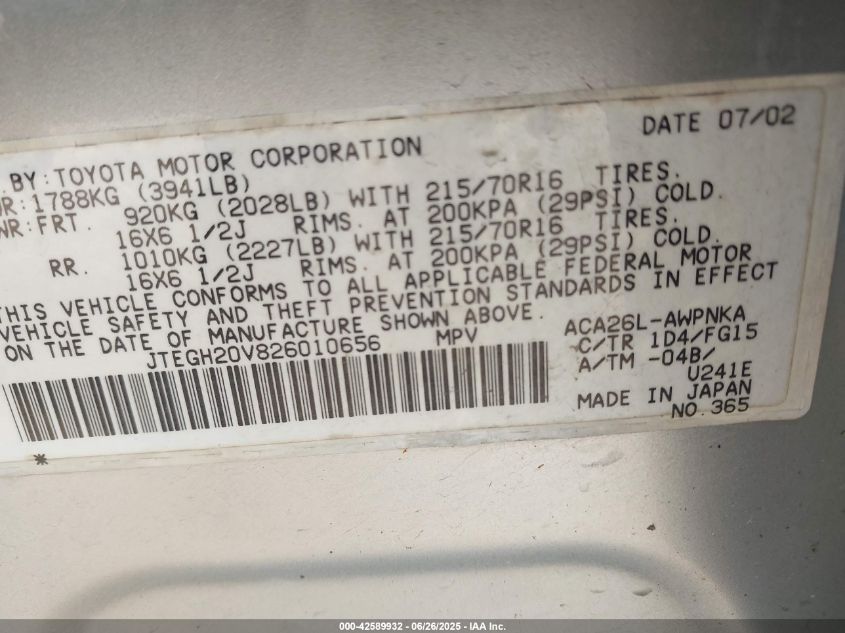 DATE 07/02
BY:TOYOTA MOTOR CORPORATION
R:1788KG (3941LB)
WR:FRT. 920KG (2028LB) WITH 215/70R16 TIRES.
16X6 1/2J RIMS. AT 200KPA (29PSI) COLD.
RR. 1010KG (2227LB) WITH 215/70R16 TIRES.
16X6 1/2J RIMS. AT 200KPA (29PSI) COLD.
THIS VEHICLE CONFORMS TO ALL APPLICABLE FEDERAL MOTOR
VEHICLE SAFETY AND THEFT PREVENTION STANDARDS IN EFFECT
ON THE DATE OF MANUFACTURE SHOWN ABOVE.
JTEGH20V826010656 MPV
ACA26L-AWPNKA
C/TR 1D4/FG15
A/TM -04B/
U241E
MADE IN JAPAN
NO.365
*
000-42589932 - 06/26/2025 - IAA Inc.